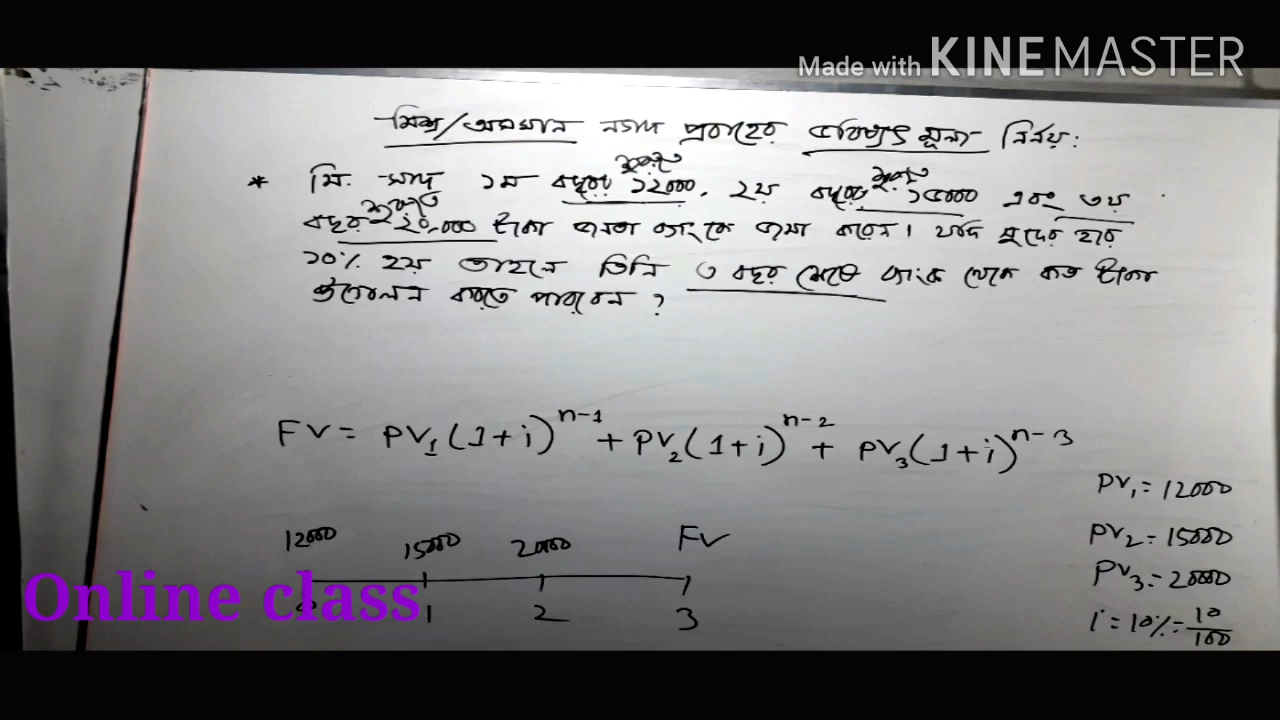 Made with KINEMASTER
মিশ্র/অসমান নগদ প্রবাহের ভবিষ্যৎ মূল্য নির্ণয়:
শুরুতে শুরুতে
* মি. সাদ ১ম বছরে ১২০০০, ২য় বছরে ১৫০০০ এবং ৩য়
শুরুতে
বছর ২০,০০০ টাকা জনতা ব্যাংকে জমা করেন। যদি সুদের হার
১০% হয় তাহলে তিনি ৩ বছর শেষে ব্যাংক থেকে কত টাকা
উত্তোলন করতে পারবেন ?
FV = PV₁(1+i)ⁿ⁻¹ + PV₂(1+i)ⁿ⁻² + PV₃(1+i)ⁿ⁻³
PV₁ = 12000
12000 15000 20000 FV
PV₂ = 15000
PV₃ = 20000
Online class
0 1 2 3
i = 10% = 10/100